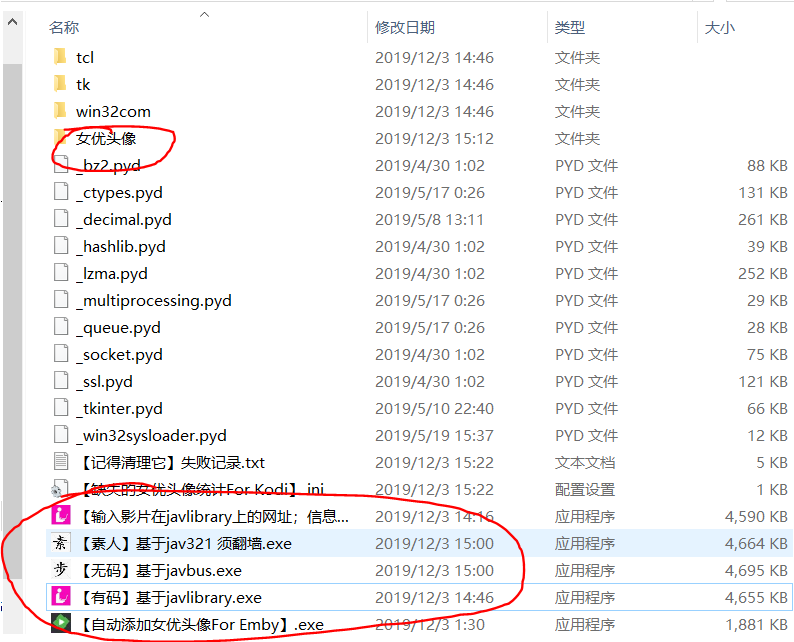 名称 修改日期 类型 大小
tcl 2019/12/3 14:46 文件夹
tk 2019/12/3 14:46 文件夹
win32com 2019/12/3 14:46 文件夹
女优头像 2019/12/3 15:12 文件夹
_bz2.pyd 2019/4/30 1:02 PYD 文件 88 KB
_ctypes.pyd 2019/5/17 0:26 PYD 文件 131 KB
_decimal.pyd 2019/5/8 13:11 PYD 文件 261 KB
_hashlib.pyd 2019/4/30 1:02 PYD 文件 39 KB
_lzma.pyd 2019/4/30 1:02 PYD 文件 252 KB
_multiprocessing.pyd 2019/5/17 0:26 PYD 文件 29 KB
_queue.pyd 2019/5/17 0:26 PYD 文件 28 KB
_socket.pyd 2019/4/30 1:02 PYD 文件 75 KB
_ssl.pyd 2019/4/30 1:02 PYD 文件 121 KB
_tkinter.pyd 2019/5/10 22:40 PYD 文件 66 KB
_win32sysloader.pyd 2019/5/19 15:37 PYD 文件 12 KB
【记得清理它】失败记录.txt 2019/12/3 15:22 文本文档 5 KB
【缺失的女优头像统计For Kodi】.ini 2019/12/3 15:22 配置设置 1 KB
【输入影片在javlibrary上的网址；信息... 2019/12/3 14:16 应用程序 4,590 KB
素 【素人】基于jav321 须翻墙.exe 2019/12/3 15:00 应用程序 4,664 KB
步 【无码】基于javbus.exe 2019/12/3 15:00 应用程序 4,695 KB
【有码】基于javlibrary.exe 2019/12/3 14:46 应用程序 4,655 KB
【自动添加女优头像For Emby】.exe 2019/12/3 1:30 应用程序 1,881 KB